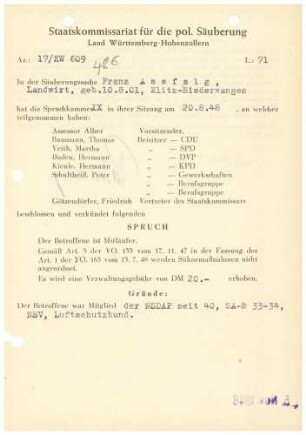 Staatskommissariat für die pol. Säuberung
Land Württemberg-Hohenzollern
Az.: 17/XW 609 L.: 71
426
In der Säuberungssache Franz Assfalg,
Landwirt, geb.10.8.01,
hat die Spruchkammer IX in ihrer Sitzung am 20.8.48 , an welcher
teilgenommen haben:
Assessor Alber Vorsitzender,
Baumann, Thomas Beisitzer — CDU
Veith, Martha „ — SPD
Boden, Hermann „ — DVP
Kienle, Hermann „ — KPD
Schultheiß, Peter „ — Gewerkschaften
„ — Berufsgruppe
„ — Berufsgruppe
Götzendörfer, Friedrich Vertreter des Staatskommissars
beschlossen und verkündet folgenden
SPRUCH
Der Betroffene ist Mitläufer.
Gemäß Art. 5 der VO. 133 vom 17. 11. 47 in der Fassung des
Art. 1 der VO. 165 vom 13. 7. 48 werden Sühnemaßnahmen nicht
angeordnet.
Es wird eine Verwaltungsgebühr von DM 20.- erhoben.
Gründe:
Der Betroffene war Mitglied der NSDAP seit 40, SA-R 33-34,
NSV, Luftschutzbund.